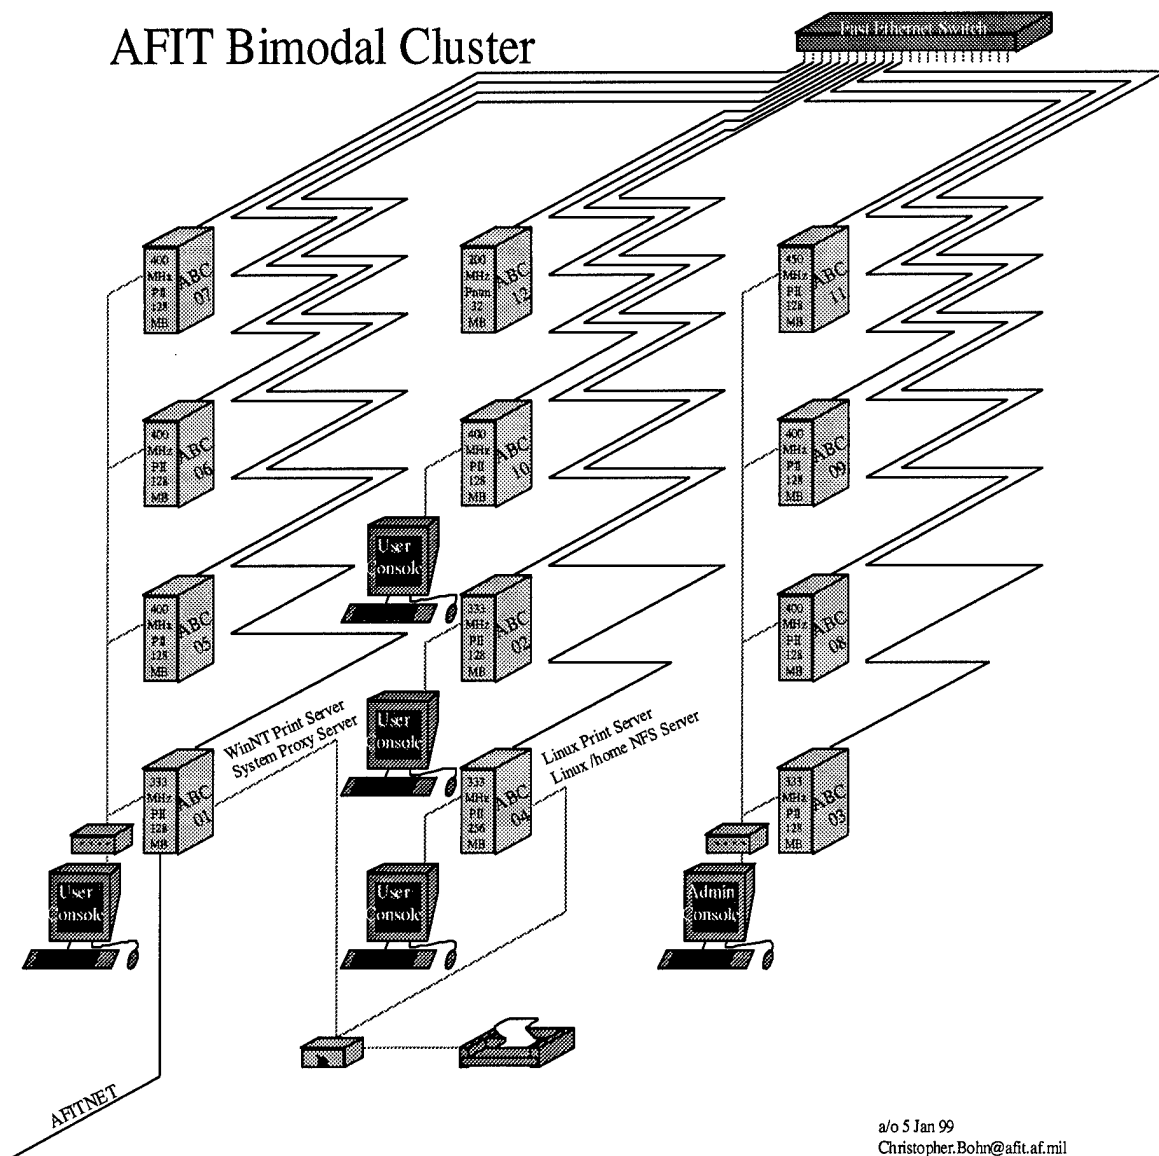 AFIT Bimodal Cluster
Fast Ethernet Switch
400
MHz
PII
128
MB
ABC
07
200
MHz
Pntm
32
MB
ABC
12
450
MHz
PII
128
MB
ABC
11
400
MHz
PII
128
MB
ABC
06
400
MHz
PII
128
MB
ABC
10
400
MHz
PII
128
MB
ABC
09
User
Console
400
MHz
PII
128
MB
ABC
05
333
MHz
PII
128
MB
ABC
02
400
MHz
PII
128
MB
ABC
08
User
Console
WinNT Print Server
System Proxy Server
Linux Print Server
Linux /home NFS Server
333
MHz
PII
128
MB
ABC
01
333
MHz
PII
256
MB
ABC
04
333
MHz
PII
128
MB
ABC
03
User
Console
User
Console
Admin
Console
AFITNET
a/o 5 Jan 99
Christopher.Bohn@afit.af.mil